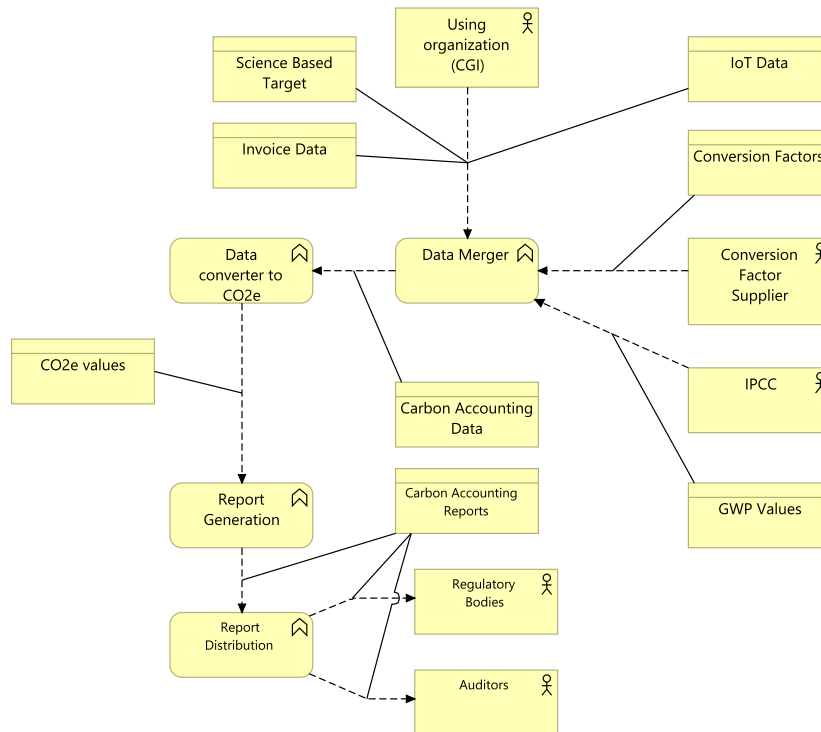 Using
organization
(CGI)
Science Based
Target
IoT Data
Invoice Data
Conversion Factors
Data
converter to
CO2e
Data Merger
Conversion
Factor
Supplier
CO2e values
IPCC
Carbon Accounting
Data
Carbon Accounting
Reports
Report
Generation
GWP Values
Regulatory
Bodies
Report
Distribution
Auditors